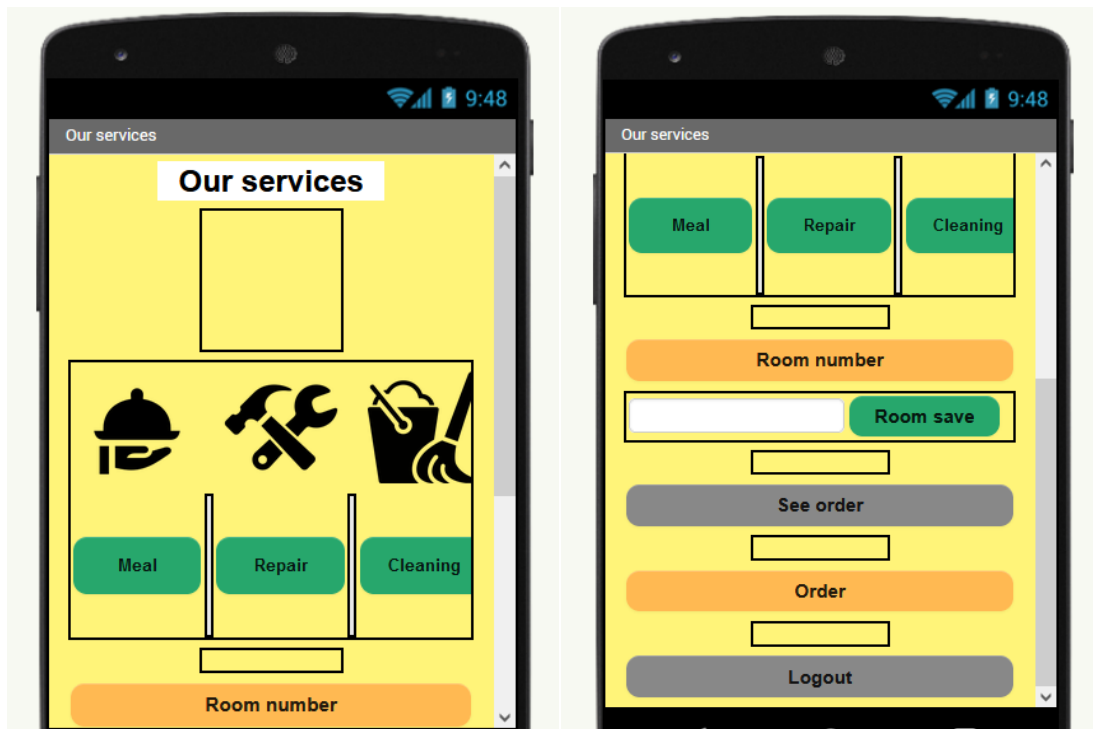 9:48
Our services
Our services
Meal Repair Cleaning
Room number
9:48
Our services
Meal Repair Cleaning
Room number
Room save
See order
Order
Logout